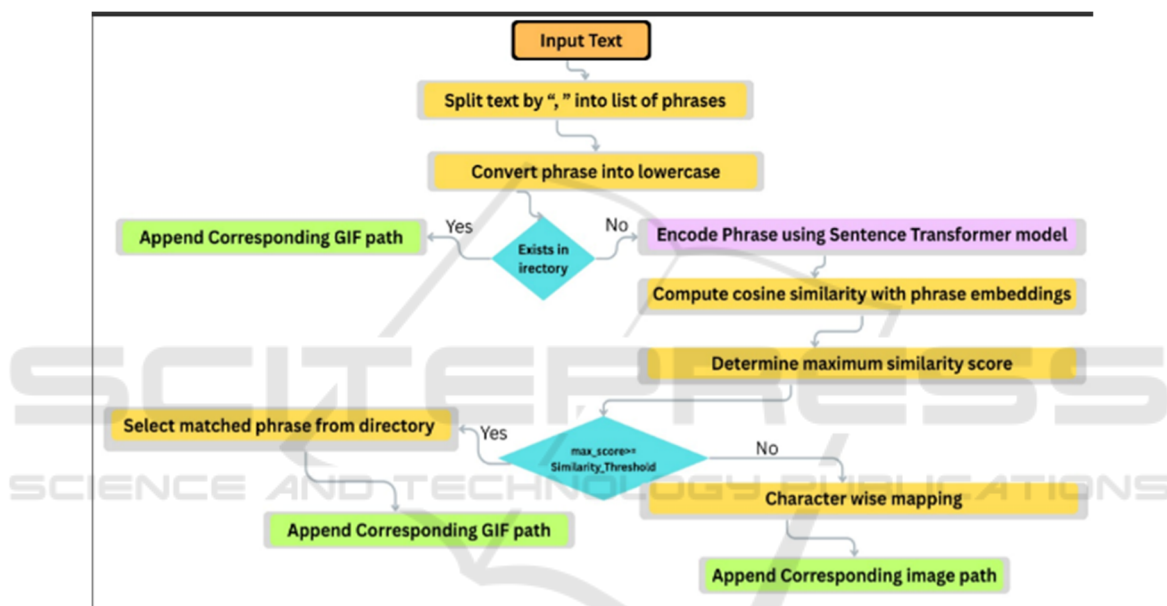 Input Text
Split text by “, ” into list of phrases
Convert phrase into lowercase
Yes
No
Append Corresponding GIF path
Exists in
irectory
Encode Phrase using Sentence Transformer model
Compute cosine similarity with phrase embeddings
Determine maximum similarity score
Select matched phrase from directory
Yes
max_score>=
Similarity_Threshold
No
Character wise mapping
Append Corresponding GIF path
Append Corresponding image path
SCITEPRESS
SCIENCE AND TECHNOLOGY PUBLICATIONS